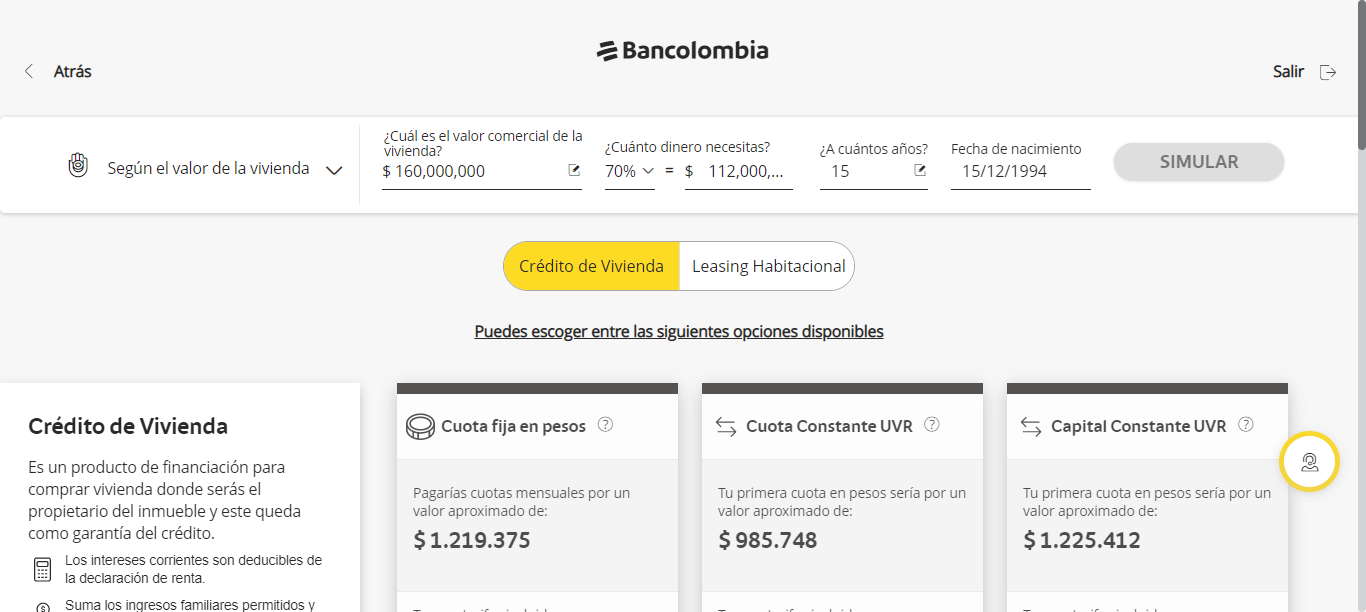 Bancolombia
Atrás
Salir
Según el valor de la vivienda
¿Cuál es el valor comercial de la
vivienda?
$ 160,000,000
¿Cuánto dinero necesitas?
70% = $ 112,000,...
¿A cuántos años?
15
Fecha de nacimiento
15/12/1994
SIMULAR
Crédito de Vivienda
Leasing Habitacional
Puedes escoger entre las siguientes opciones disponibles
Crédito de Vivienda
Es un producto de financiación para
comprar vivienda donde serás el
propietario del inmueble y este queda
como garantía del crédito.
Los intereses corrientes son deducibles de
la declaración de renta.
Suma los ingresos familiares permitidos y
Cuota fija en pesos ?
Pagarías cuotas mensuales por un
valor aproximado de:
$ 1.219.375
Cuota Constante UVR ?
Tu primera cuota en pesos sería por un
valor aproximado de:
$ 985.748
Capital Constante UVR ?
Tu primera cuota en pesos sería por un
valor aproximado de:
$ 1.225.412